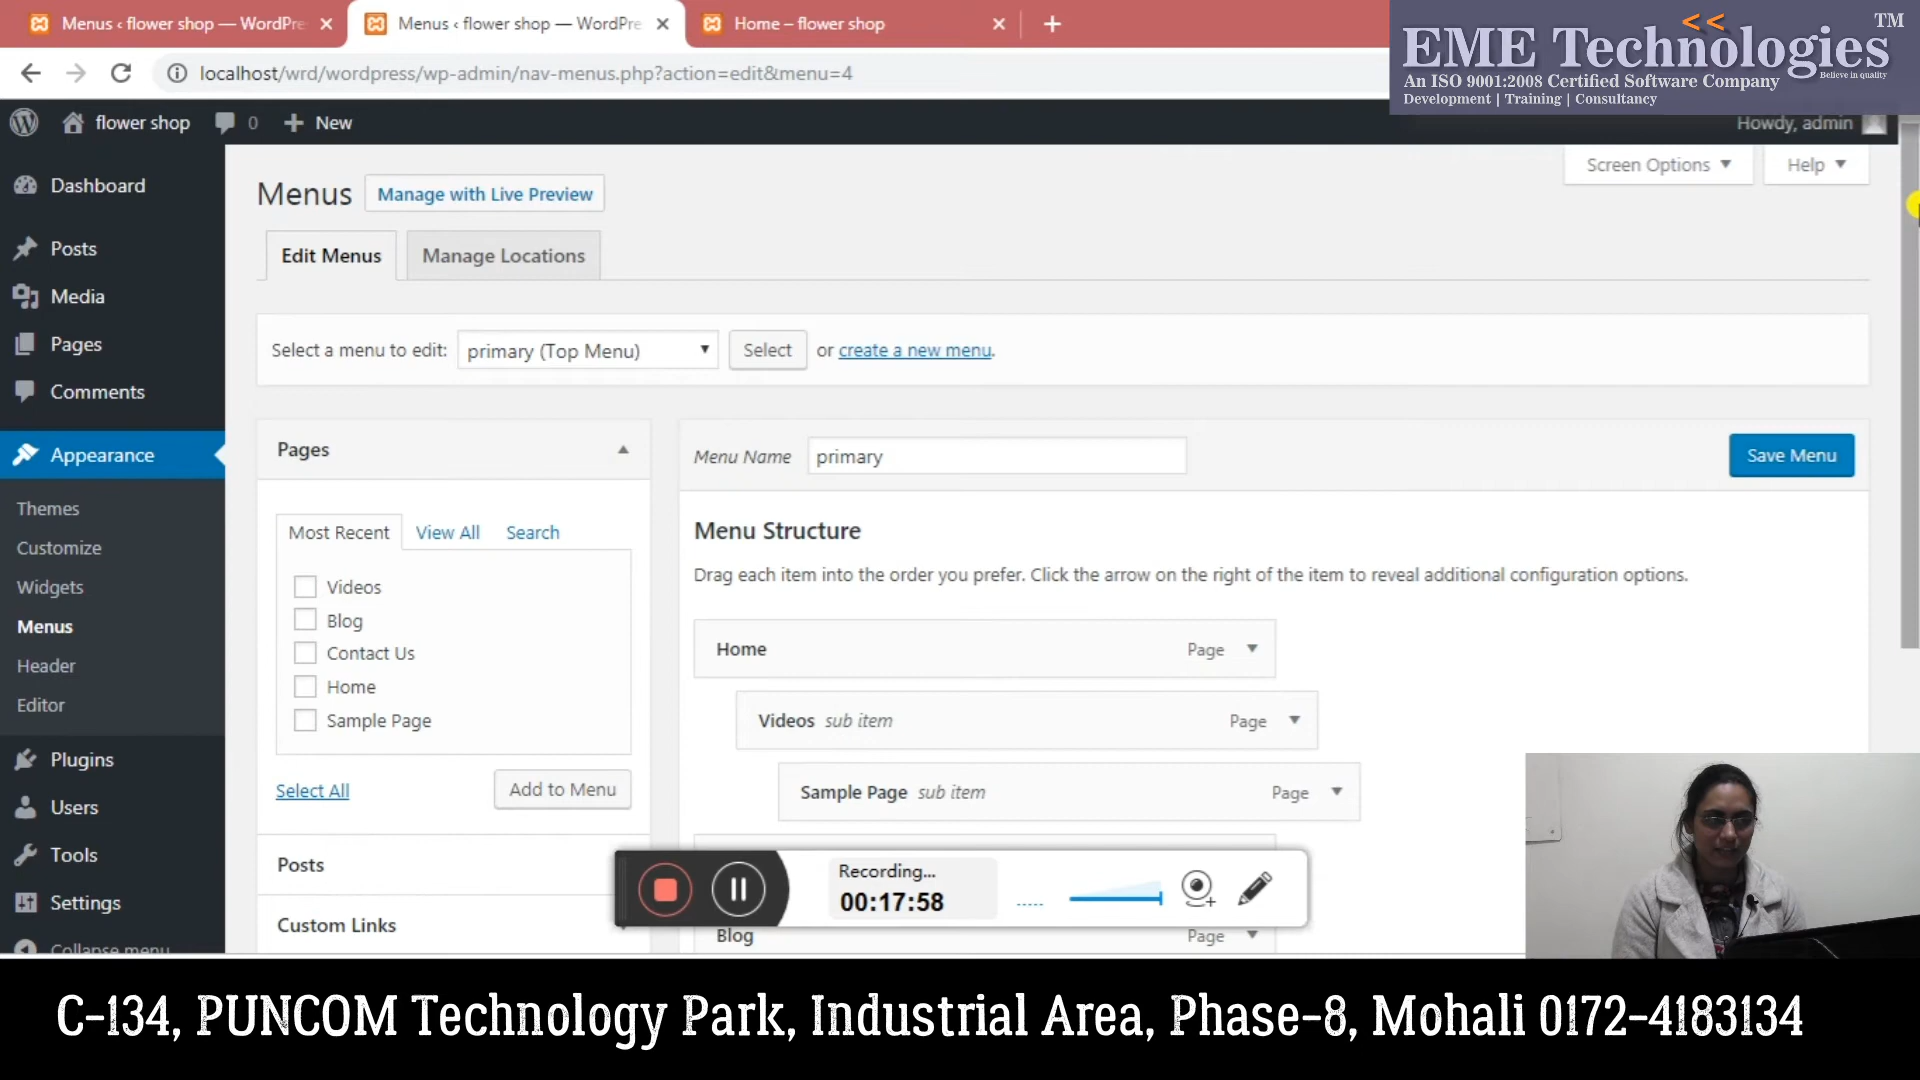 Menus ‹ flower shop — WordPre
Menus ‹ flower shop — WordPre
Home – flower shop
EME Technologies
TM
Believe in quality
An ISO 9001:2008 Certified Software Company
Development | Training | Consultancy
localhost/wrd/wordpress/wp-admin/nav-menus.php?action=edit&menu=4
flower shop
0
New
Howdy, admin
Screen Options
Help
Dashboard
Posts
Media
Pages
Comments
Appearance
Themes
Customize
Widgets
Menus
Header
Editor
Plugins
Users
Tools
Settings
Collapse menu
Menus
Manage with Live Preview
Edit Menus
Manage Locations
Select a menu to edit:
primary (Top Menu)
Select
or create a new menu.
Pages
Most Recent
View All
Search
Videos
Blog
Contact Us
Home
Sample Page
Select All
Add to Menu
Posts
Custom Links
Menu Name
primary
Save Menu
Menu Structure
Drag each item into the order you prefer. Click the arrow on the right of the item to reveal additional configuration options.
Home
Page
Videos sub item
Page
Sample Page sub item
Page
Recording...
00:17:58
Blog
Page
C-134, PUNCOM Technology Park, Industrial Area, Phase-8, Mohali 0172-4183134